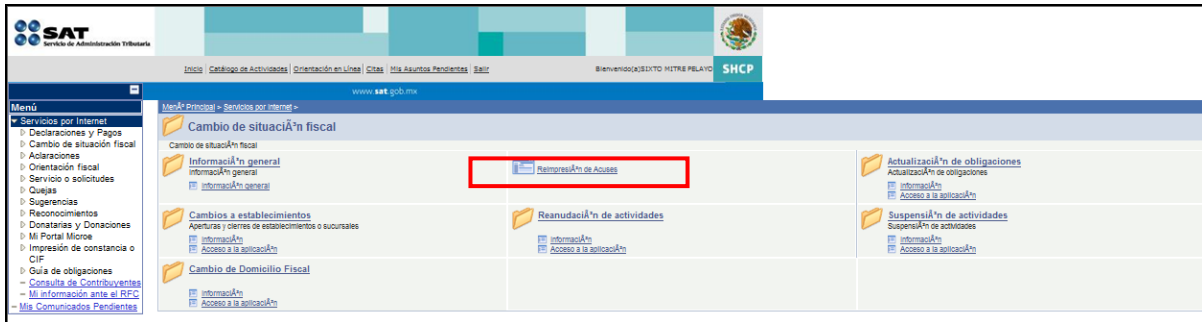 SAT
Servicio de Administración Tributaria
Inicio | Catálogo de Actividades | Orientación en Línea | Citas | Mis Asuntos Pendientes | Salir
Bienvenido(a)SIXTO MITRE PELAYO
SHCP
www.sat.gob.mx
Menú
Servicios por Internet
Declaraciones y Pagos
Cambio de situación fiscal
Aclaraciones
Orientación fiscal
Servicio o solicitudes
Quejas
Sugerencias
Reconocimientos
Donatarias y Donaciones
Mi Portal Microe
Impresión de constancia o
CIF
Guía de obligaciones
Consulta de Contribuyentes
Mi información ante el RFC
Mis Comunicados Pendientes
MenÃº Principal > Servicios por Internet >
Cambio de situaciÃ³n fiscal
Cambio de situaciÃ³n fiscal
InformaciÃ³n general
InformaciÃ³n general
InformaciÃ³n general
ReimpresiÃ³n de Acuses
ActualizaciÃ³n de obligaciones
ActualizaciÃ³n de obligaciones
InformaciÃ³n
Acceso a la aplicaciÃ³n
Cambios a establecimientos
Aperturas y cierres de establecimientos o sucursales
InformaciÃ³n
Acceso a la aplicaciÃ³n
ReanudaciÃ³n de actividades
InformaciÃ³n
Acceso a la aplicaciÃ³n
SuspensiÃ³n de actividades
SuspensiÃ³n de actividades
InformaciÃ³n
Acceso a la aplicaciÃ³n
Cambio de Domicilio Fiscal
InformaciÃ³n
Acceso a la aplicaciÃ³n